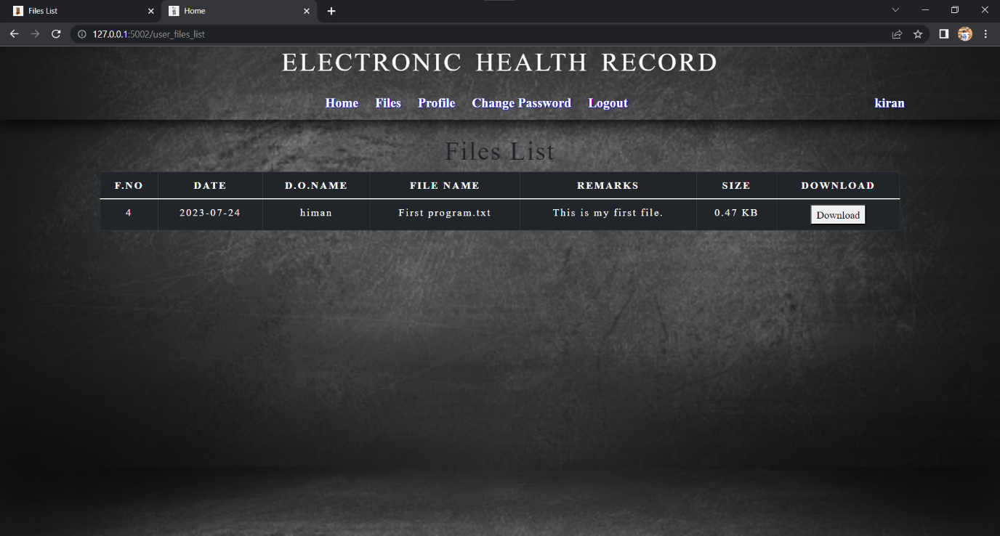 Files List
Home
127.0.0.1:5002/user_files_list
ELECTRONIC HEALTH RECORD
Home Files Profile Change Password Logout kiran
Files List
F.NO DATE D.O.NAME FILE NAME REMARKS SIZE DOWNLOAD
4 2023-07-24 himan First program.txt This is my first file. 0.47 KB Download